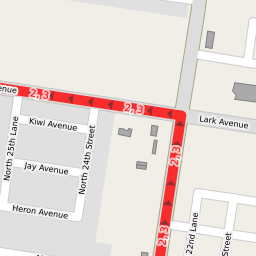 enue
2,3
2,3
Lark Avenue
Kiwi Avenue
North 25th Lane
North 24th Street
2,3
Jay Avenue
Heron Avenue
22nd Lane
Street
2,3